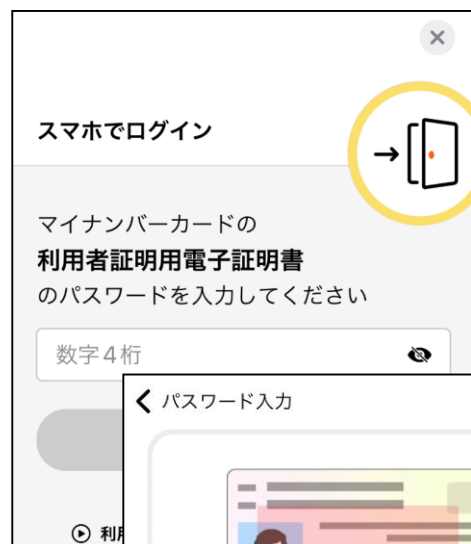 スマホでログイン
マイナンバーカードの
利用者証明用電子証明書
のパスワードを入力してください
数字4桁
パスワード入力
利用